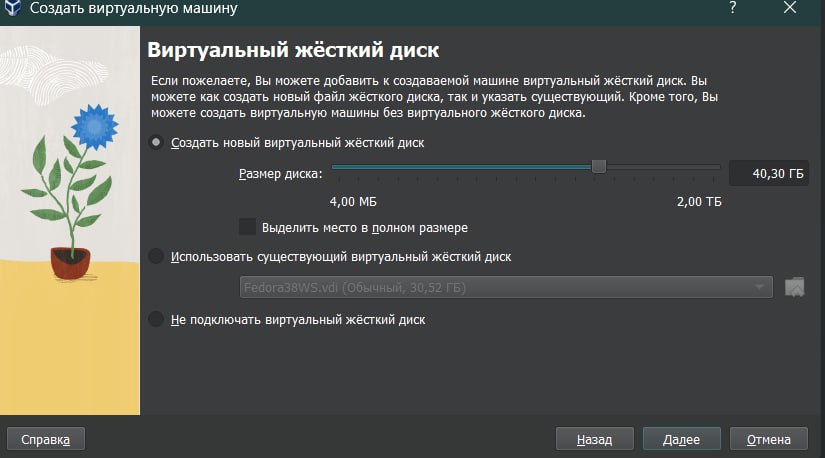 Создать виртуальную машину
?
Виртуальный жёсткий диск
Если пожелаете, Вы можете добавить к создаваемой машине виртуальный жёсткий диск. Вы
можете как создать новый файл жёсткого диска, так и указать существующий. Кроме того, Вы
можете создать виртуальную машины без виртуального жёсткого диска.
Создать новый виртуальный жёсткий диск
Размер диска:
40,30 ГБ
4,00 МБ
2,00 ТБ
Выделить место в полном размере
Использовать существующий виртуальный жёсткий диск
Fedora38WS.vdi (Обычный, 30,52 ГБ)
Не подключать виртуальный жёсткий диск
Справка
Назад
Далее
Отмена